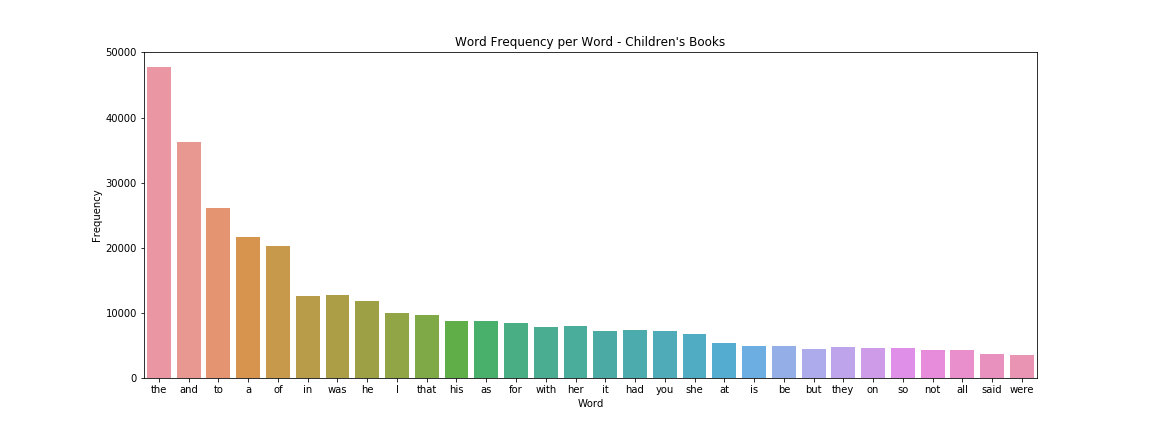 Word Frequency per Word - Children's Books
50000
40000
30000
20000
10000
0
Frequency
the and to a of in was he I that his as for with her it had you she at is be but they on so not all said were
Word